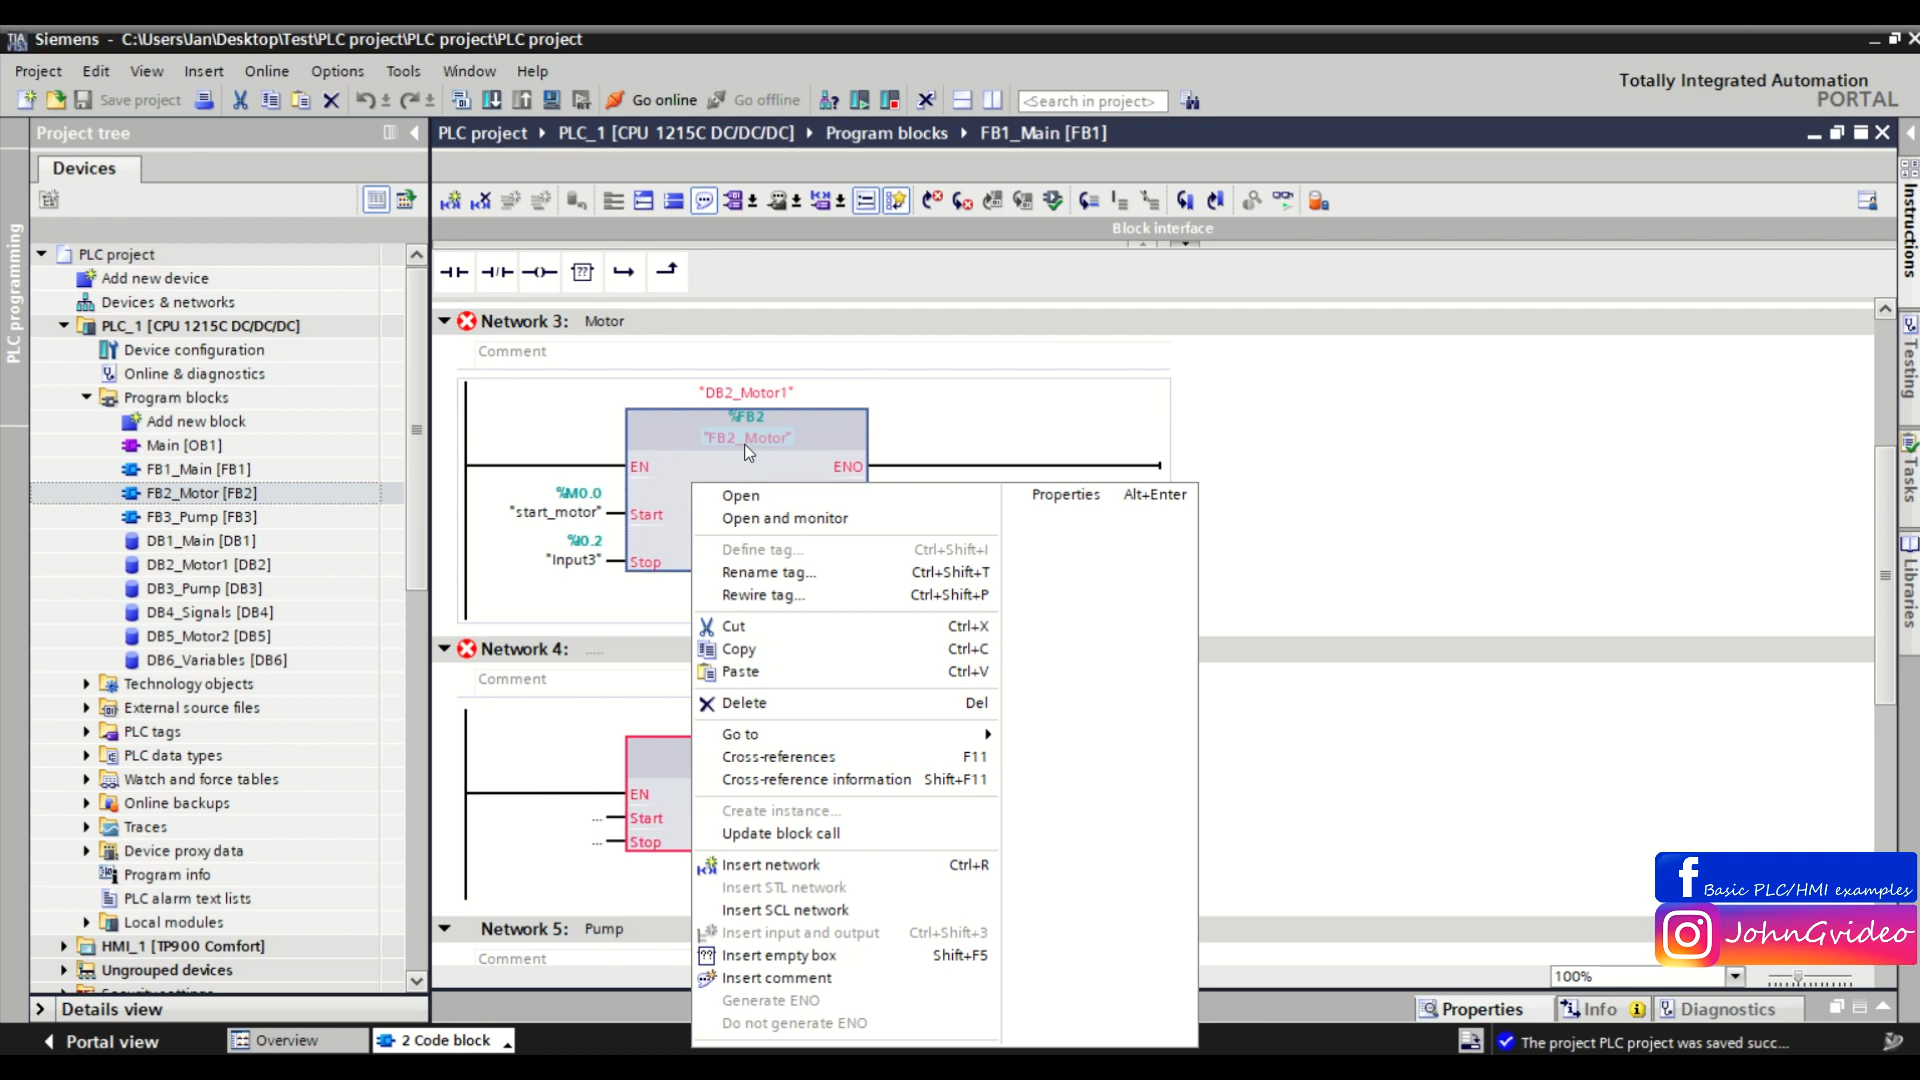 Siemens - C:\Users\Jan\Desktop\Test\PLC project\PLC project\PLC project
Project Edit View Insert Online Options Tools Window Help
Totally Integrated Automation
PORTAL
Save project
Go online
Go offline
<Search in project>
Project tree
PLC project PLC_1 [CPU 1215C DC/DC/DC] Program blocks FB1_Main [FB1]
Devices
Block interface
PLC programming
PLC project
Add new device
Devices & networks
PLC_1 [CPU 1215C DC/DC/DC]
Device configuration
Online & diagnostics
Program blocks
Add new block
Main [OB1]
FB1_Main [FB1]
FB2_Motor [FB2]
FB3_Pump [FB3]
DB1_Main [DB1]
DB2_Motor1 [DB2]
DB3_Pump [DB3]
DB4_Signals [DB4]
DB5_Motor2 [DB5]
DB6_Variables [DB6]
Technology objects
External source files
PLC tags
PLC data types
Watch and force tables
Online backups
Traces
Device proxy data
Program info
PLC alarm text lists
Local modules
HMI_1 [TP900 Comfort]
Ungrouped devices
Details view
Portal view
Overview
2 Code block
Network 3: Motor
Comment
"DB2_Motor1"
%FB2
"FB2_Motor"
EN ENO
%M0.0
"start_motor" Start
%I0.2
"Input3" Stop
Network 4: .....
Comment
EN
... Start
... Stop
Network 5: Pump
Comment
Open
Open and monitor
Define tag... Ctrl+Shift+I
Rename tag... Ctrl+Shift+T
Rewire tag... Ctrl+Shift+P
Cut Ctrl+X
Copy Ctrl+C
Paste Ctrl+V
Delete Del
Go to
Cross-references F11
Cross-reference information Shift+F11
Create instance...
Update block call
Insert network Ctrl+R
Insert STL network
Insert SCL network
Insert input and output Ctrl+Shift+3
Insert empty box Shift+F5
Insert comment
Generate ENO
Do not generate ENO
Properties Alt+Enter
Instructions
Testing
Tasks
Libraries
Basic PLC/HMI examples
JohnGvideo
100%
Properties
Info
Diagnostics
The project PLC project was saved succ...